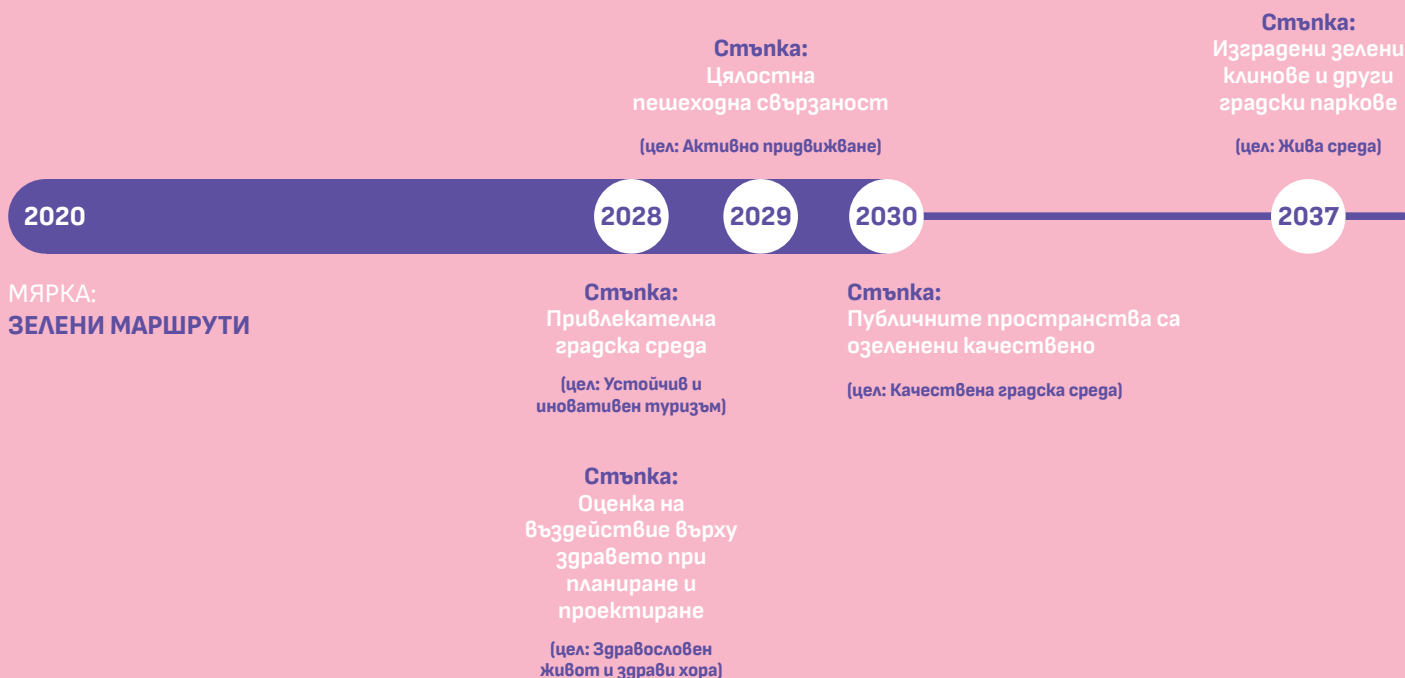 Стъпка:
Цялостна
пешеходна свързаност
(цел: Активно придвижване)
Стъпка:
Изградени зелени
клинове и други
градски паркове
(цел: Жива среда)
2020
2028
2029
2030
2037
МЯРКА:
ЗЕЛЕНИ МАРШРУТИ
Стъпка:
Привлекателна
градска среда
(цел: Устойчив и
иновативен туризъм)
Стъпка:
Публичните пространства са
озеленени качествено
(цел: Качествена градска среда)
Стъпка:
Оценка на
въздействие върху
здравето при
планиране и
проектиране
(цел: Здравословен
живот и здрави хора)